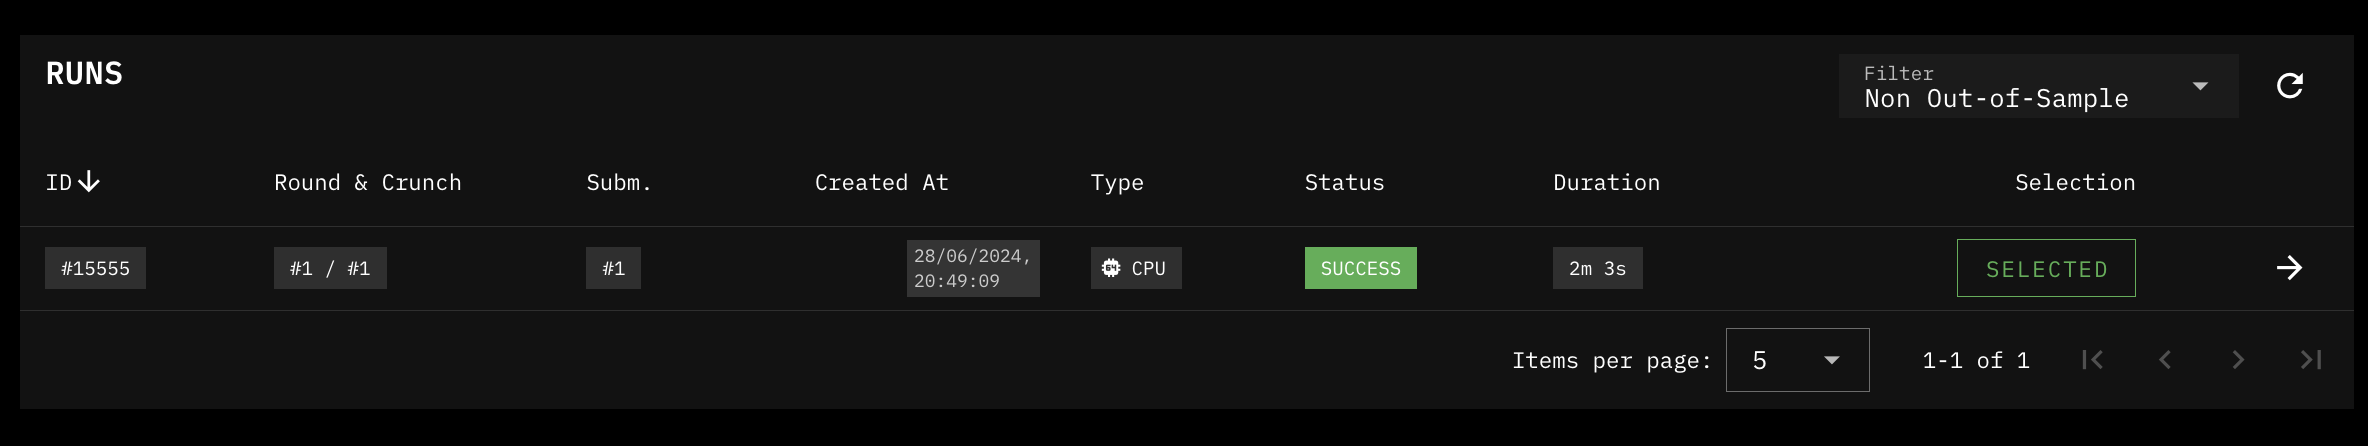 RUNS
Filter
Non Out-of-Sample
ID Round & Crunch Subm. Created At Type Status Duration Selection
#15555 #1 / #1 #1 28/06/2024, 20:49:09 CPU SUCCESS 2m 3s SELECTED
Items per page: 5 1-1 of 1